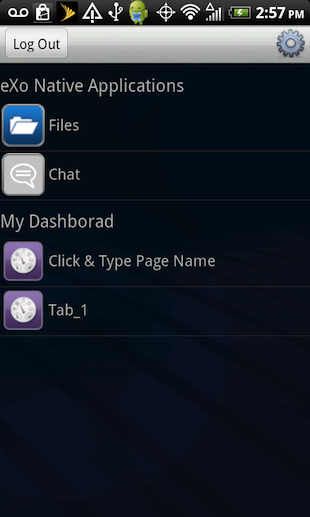 2:57 PM
Log Out
eXo Native Applications
Files
Chat
My Dashborad
Click & Type Page Name
Tab_1